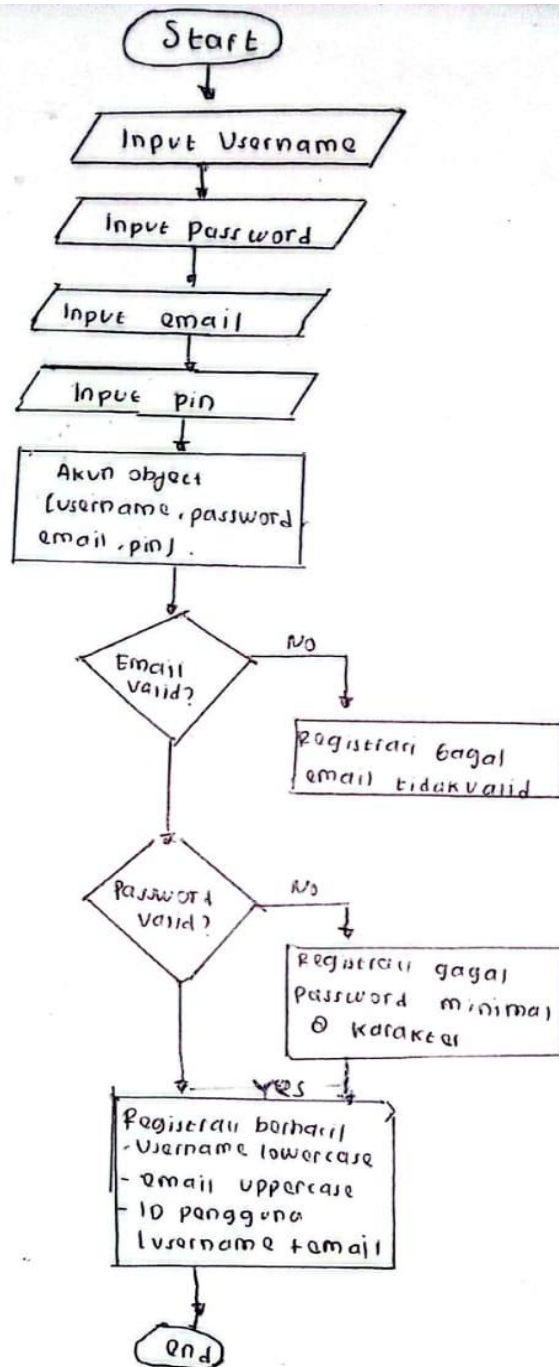 Start
Input Username
Input password
Input email
Input pin
Akun object
(username, password
email, pin).
Email
valid?
No
Registrasi gagal
email tidak valid
Password
valid?
No
Registrasi gagal
password minimal
8 karakter
Yes
Registrasi berhasil
- Username lowercase
- email uppercase
- ID pengguna
(username + email
end